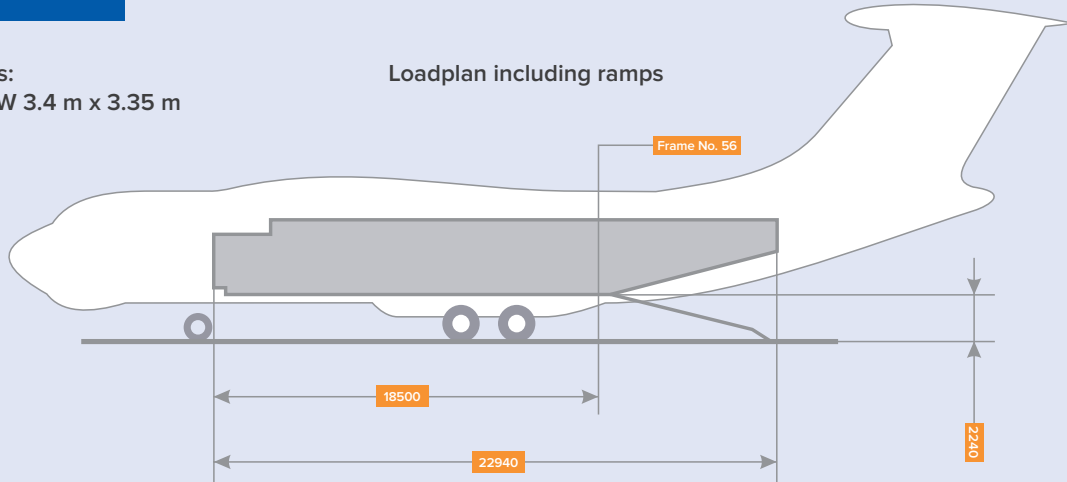 s:
W 3.4 m x 3.35 m
Loadplan including ramps
Frame No. 56
18500
22940
2240